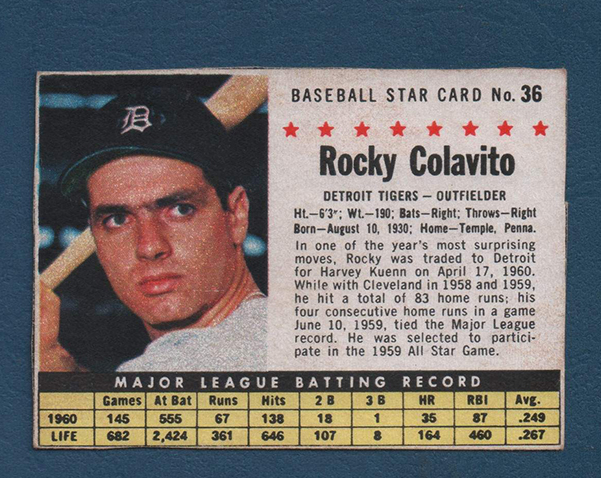 D
BASEBALL STAR CARD No. 36
★ ★ ★ ★ ★ ★ ★ ★
Rocky Colavito
DETROIT TIGERS — OUTFIELDER
Ht.—6'3"; Wt.—190; Bats—Right; Throws—Right
Born—August 10, 1930; Home—Temple, Penna.
In one of the year's most surprising
moves, Rocky was traded to Detroit
for Harvey Kuenn on April 17, 1960.
While with Cleveland in 1958 and 1959,
he hit a total of 83 home runs; his
four consecutive home runs in a game
June 10, 1959, tied the Major League
record. He was selected to partici-
pate in the 1959 All Star Game.
MAJOR LEAGUE BATTING RECORD
Games At Bat Runs Hits 2 B 3 B HR RBI Avg.
1960 145 555 67 138 18 1 35 87 .249
LIFE 682 2,424 361 646 107 8 164 460 .267